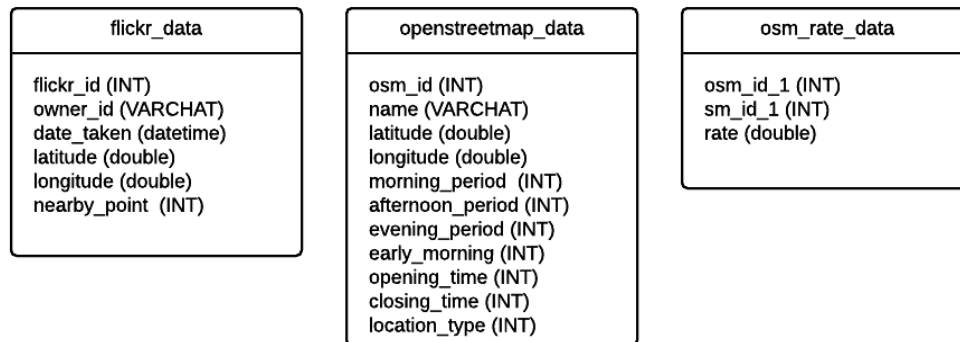 flickr_data
flickr_id (INT)
owner_id (VARCHAT)
date_taken (datetime)
latitude (double)
longitude (double)
nearby_point (INT)
openstreetmap_data
osm_id (INT)
name (VARCHAT)
latitude (double)
longitude (double)
morning_period (INT)
afternoon_period (INT)
evening_period (INT)
early_morning (INT)
opening_time (INT)
closing_time (INT)
location_type (INT)
osm_rate_data
osm_id_1 (INT)
sm_id_1 (INT)
rate (double)